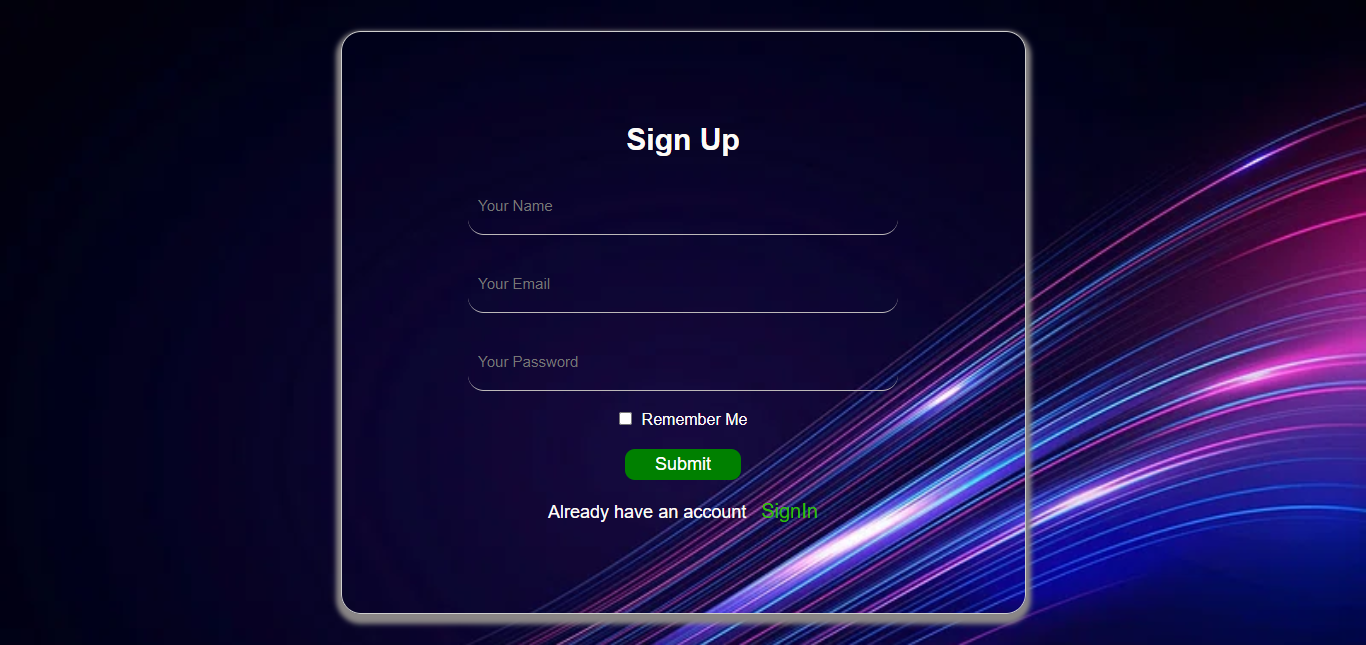 Sign Up
Your Name
Your Email
Your Password
Remember Me
Submit
Already have an account SignIn